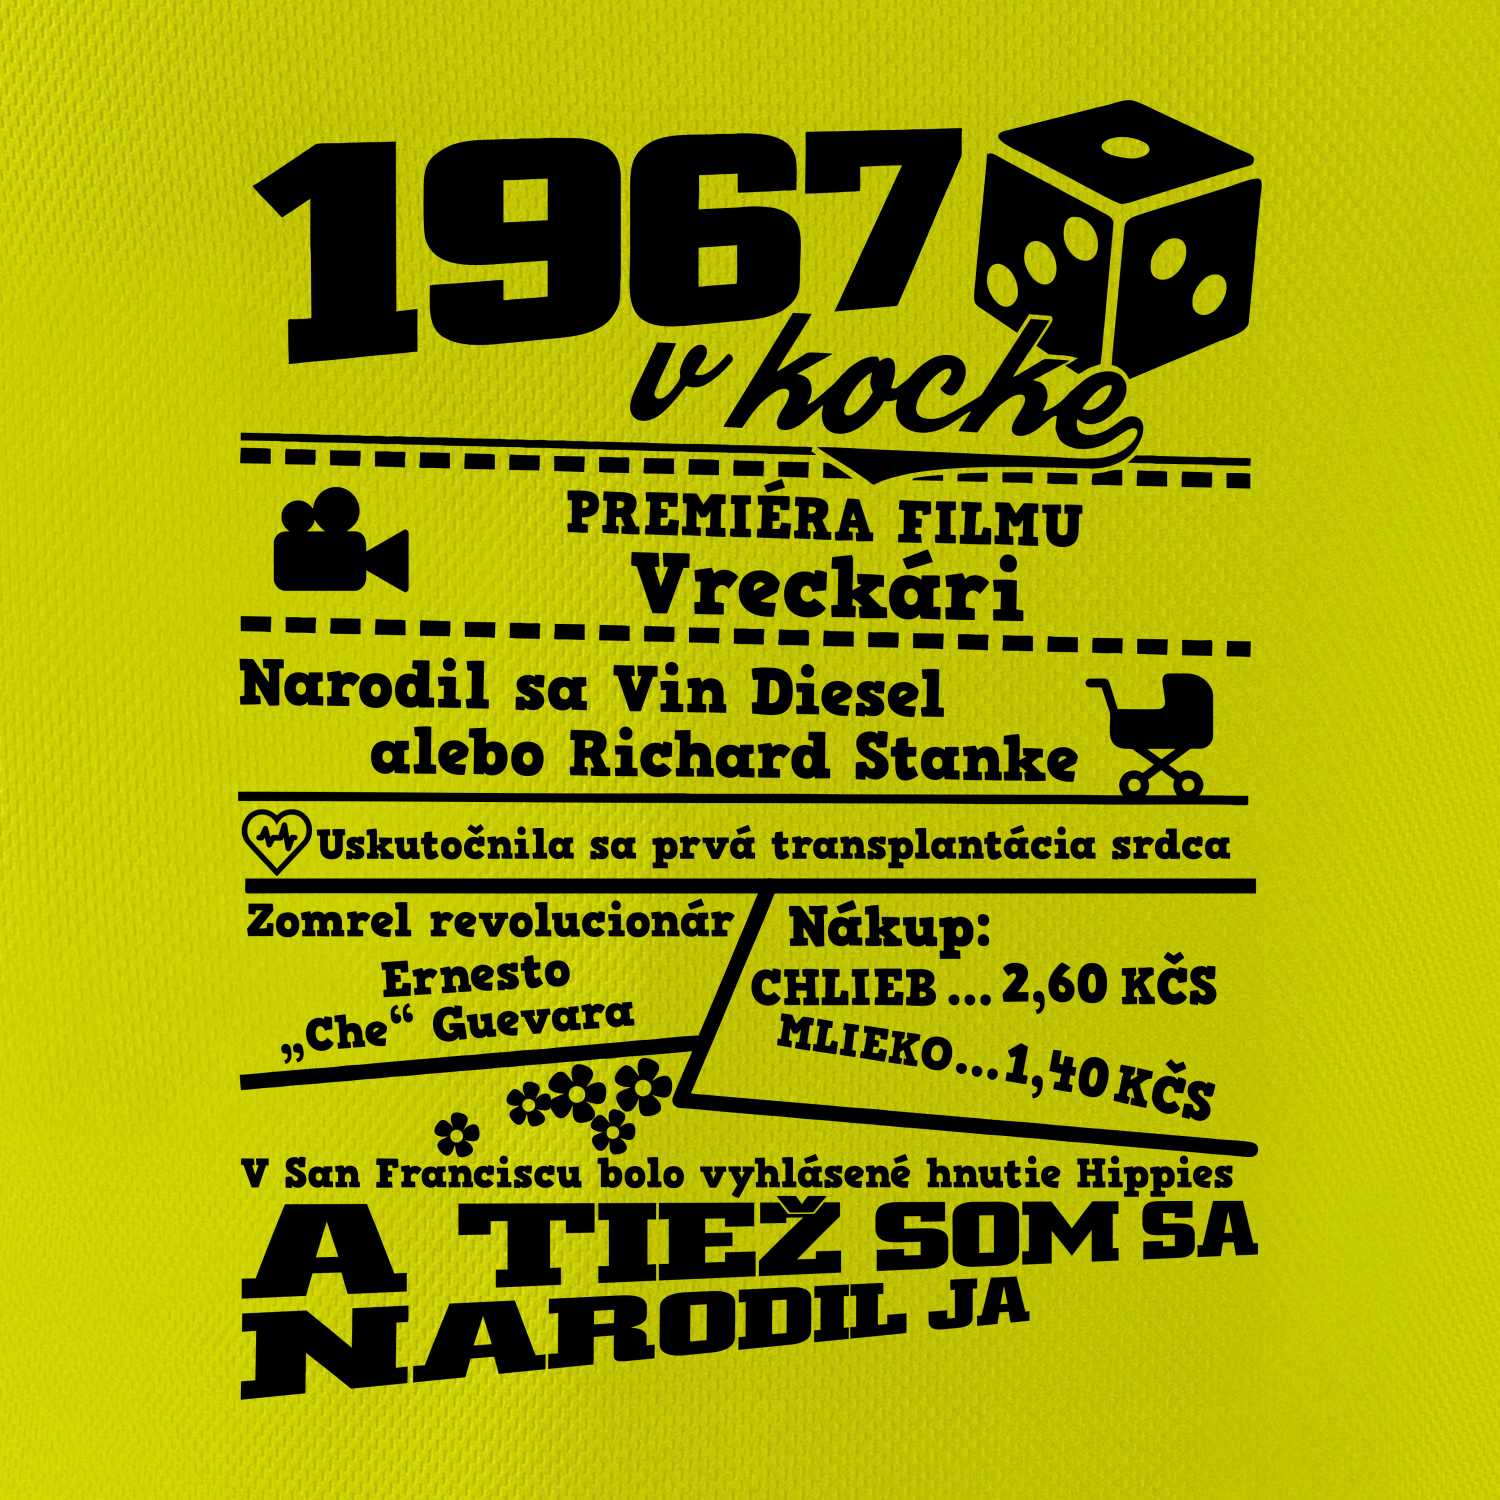 1967
v kocke
PREMIÉRA FILMU
Vreckári
Narodil sa Vin Diesel
alebo Richard Stanke
Uskutočnila sa prvá transplantácia srdca
Zomrel revolucionár
Ernesto
„Che“ Guevara
Nákup:
CHLIEB ... 2,60 KČS
MLIEKO... 1,40 KČS
V San Franciscu bolo vyhlásené hnutie Hippies
A TIEŽ SOM SA
NARODIL JA